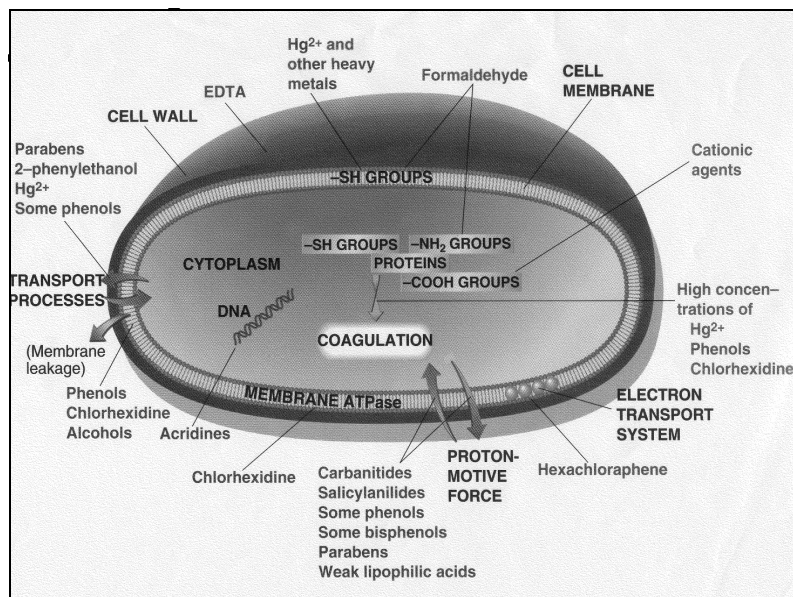 Hg²⁺ and
other heavy
metals
Formaldehyde
CELL
MEMBRANE
EDTA
CELL WALL
Parabens
2–phenylethanol
Hg²⁺
Some phenols
Cationic
agents
–SH GROUPS
–SH GROUPS
–NH₂ GROUPS
PROTEINS
–COOH GROUPS
CYTOPLASM
TRANSPORT
PROCESSES
DNA
COAGULATION
High concen–
trations of
Hg²⁺
Phenols
Chlorhexidine
(Membrane
leakage)
Phenols
Chlorhexidine
Alcohols
Acridines
MEMBRANE ATPase
ELECTRON
TRANSPORT
SYSTEM
Chlorhexidine
Carbanitides
Salicylanilides
Some phenols
Some bisphenols
Parabens
Weak lipophilic acids
PROTON-
MOTIVE
FORCE
Hexachloraphene